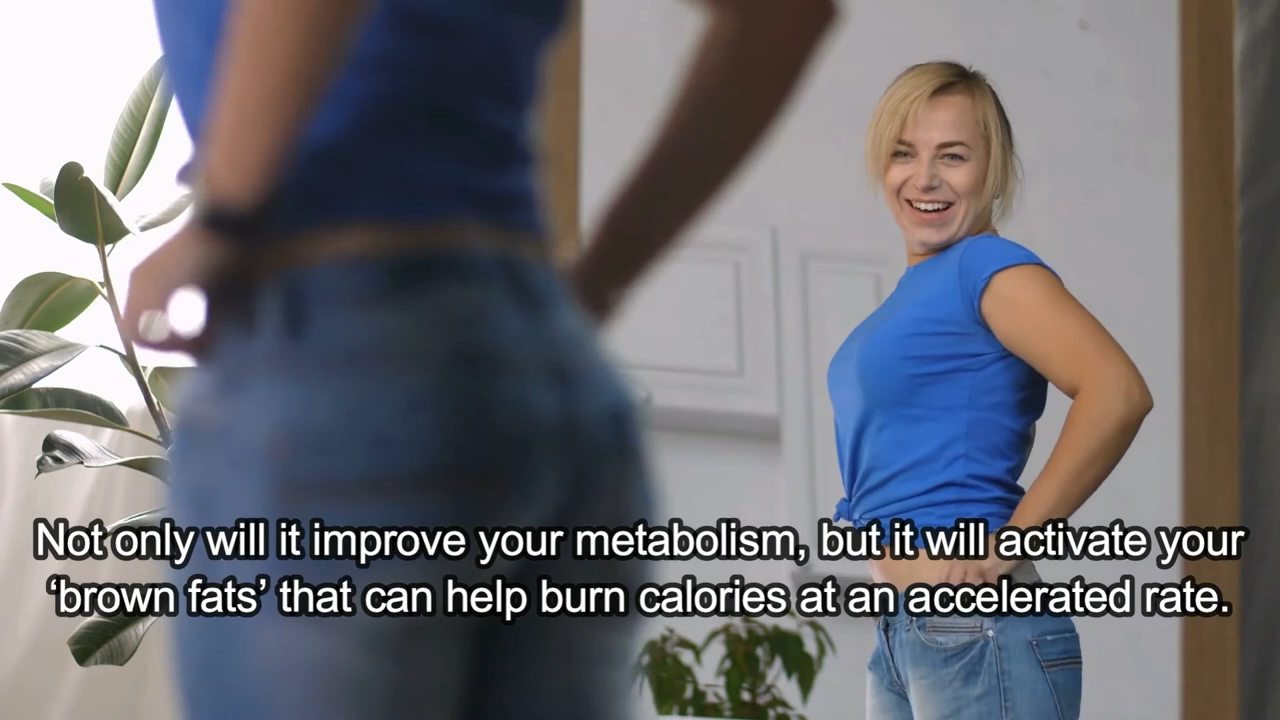 Not only will it improve your metabolism, but it will activate your
‘brown fats’ that can help burn calories at an accelerated rate.